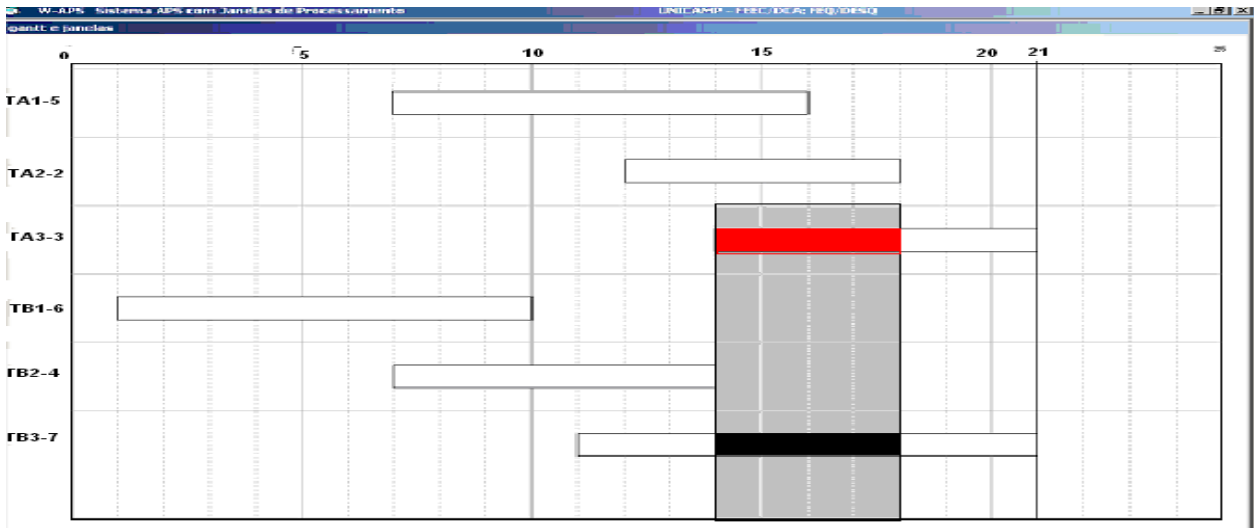 W-APS Sistema APS com Janelas de Processamento UNICAMP - FEEC/DCA; FEQ/DESQ
gantt e janelas
0 5 10 15 20 21 25
TA1-5
TA2-2
TA3-3
TB1-6
TB2-4
TB3-7